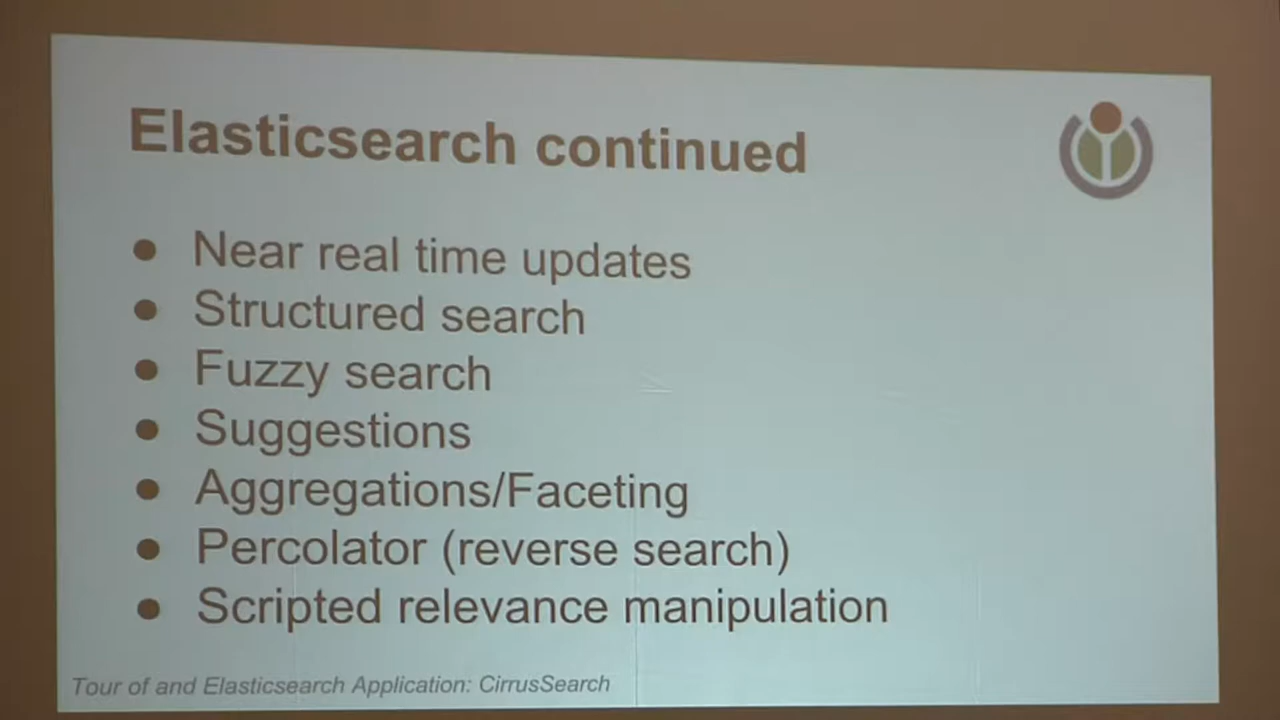 Elasticsearch continued
● Near real time updates
● Structured search
● Fuzzy search
● Suggestions
● Aggregations/Faceting
● Percolator (reverse search)
● Scripted relevance manipulation
Tour of and Elasticsearch Application: CirrusSearch